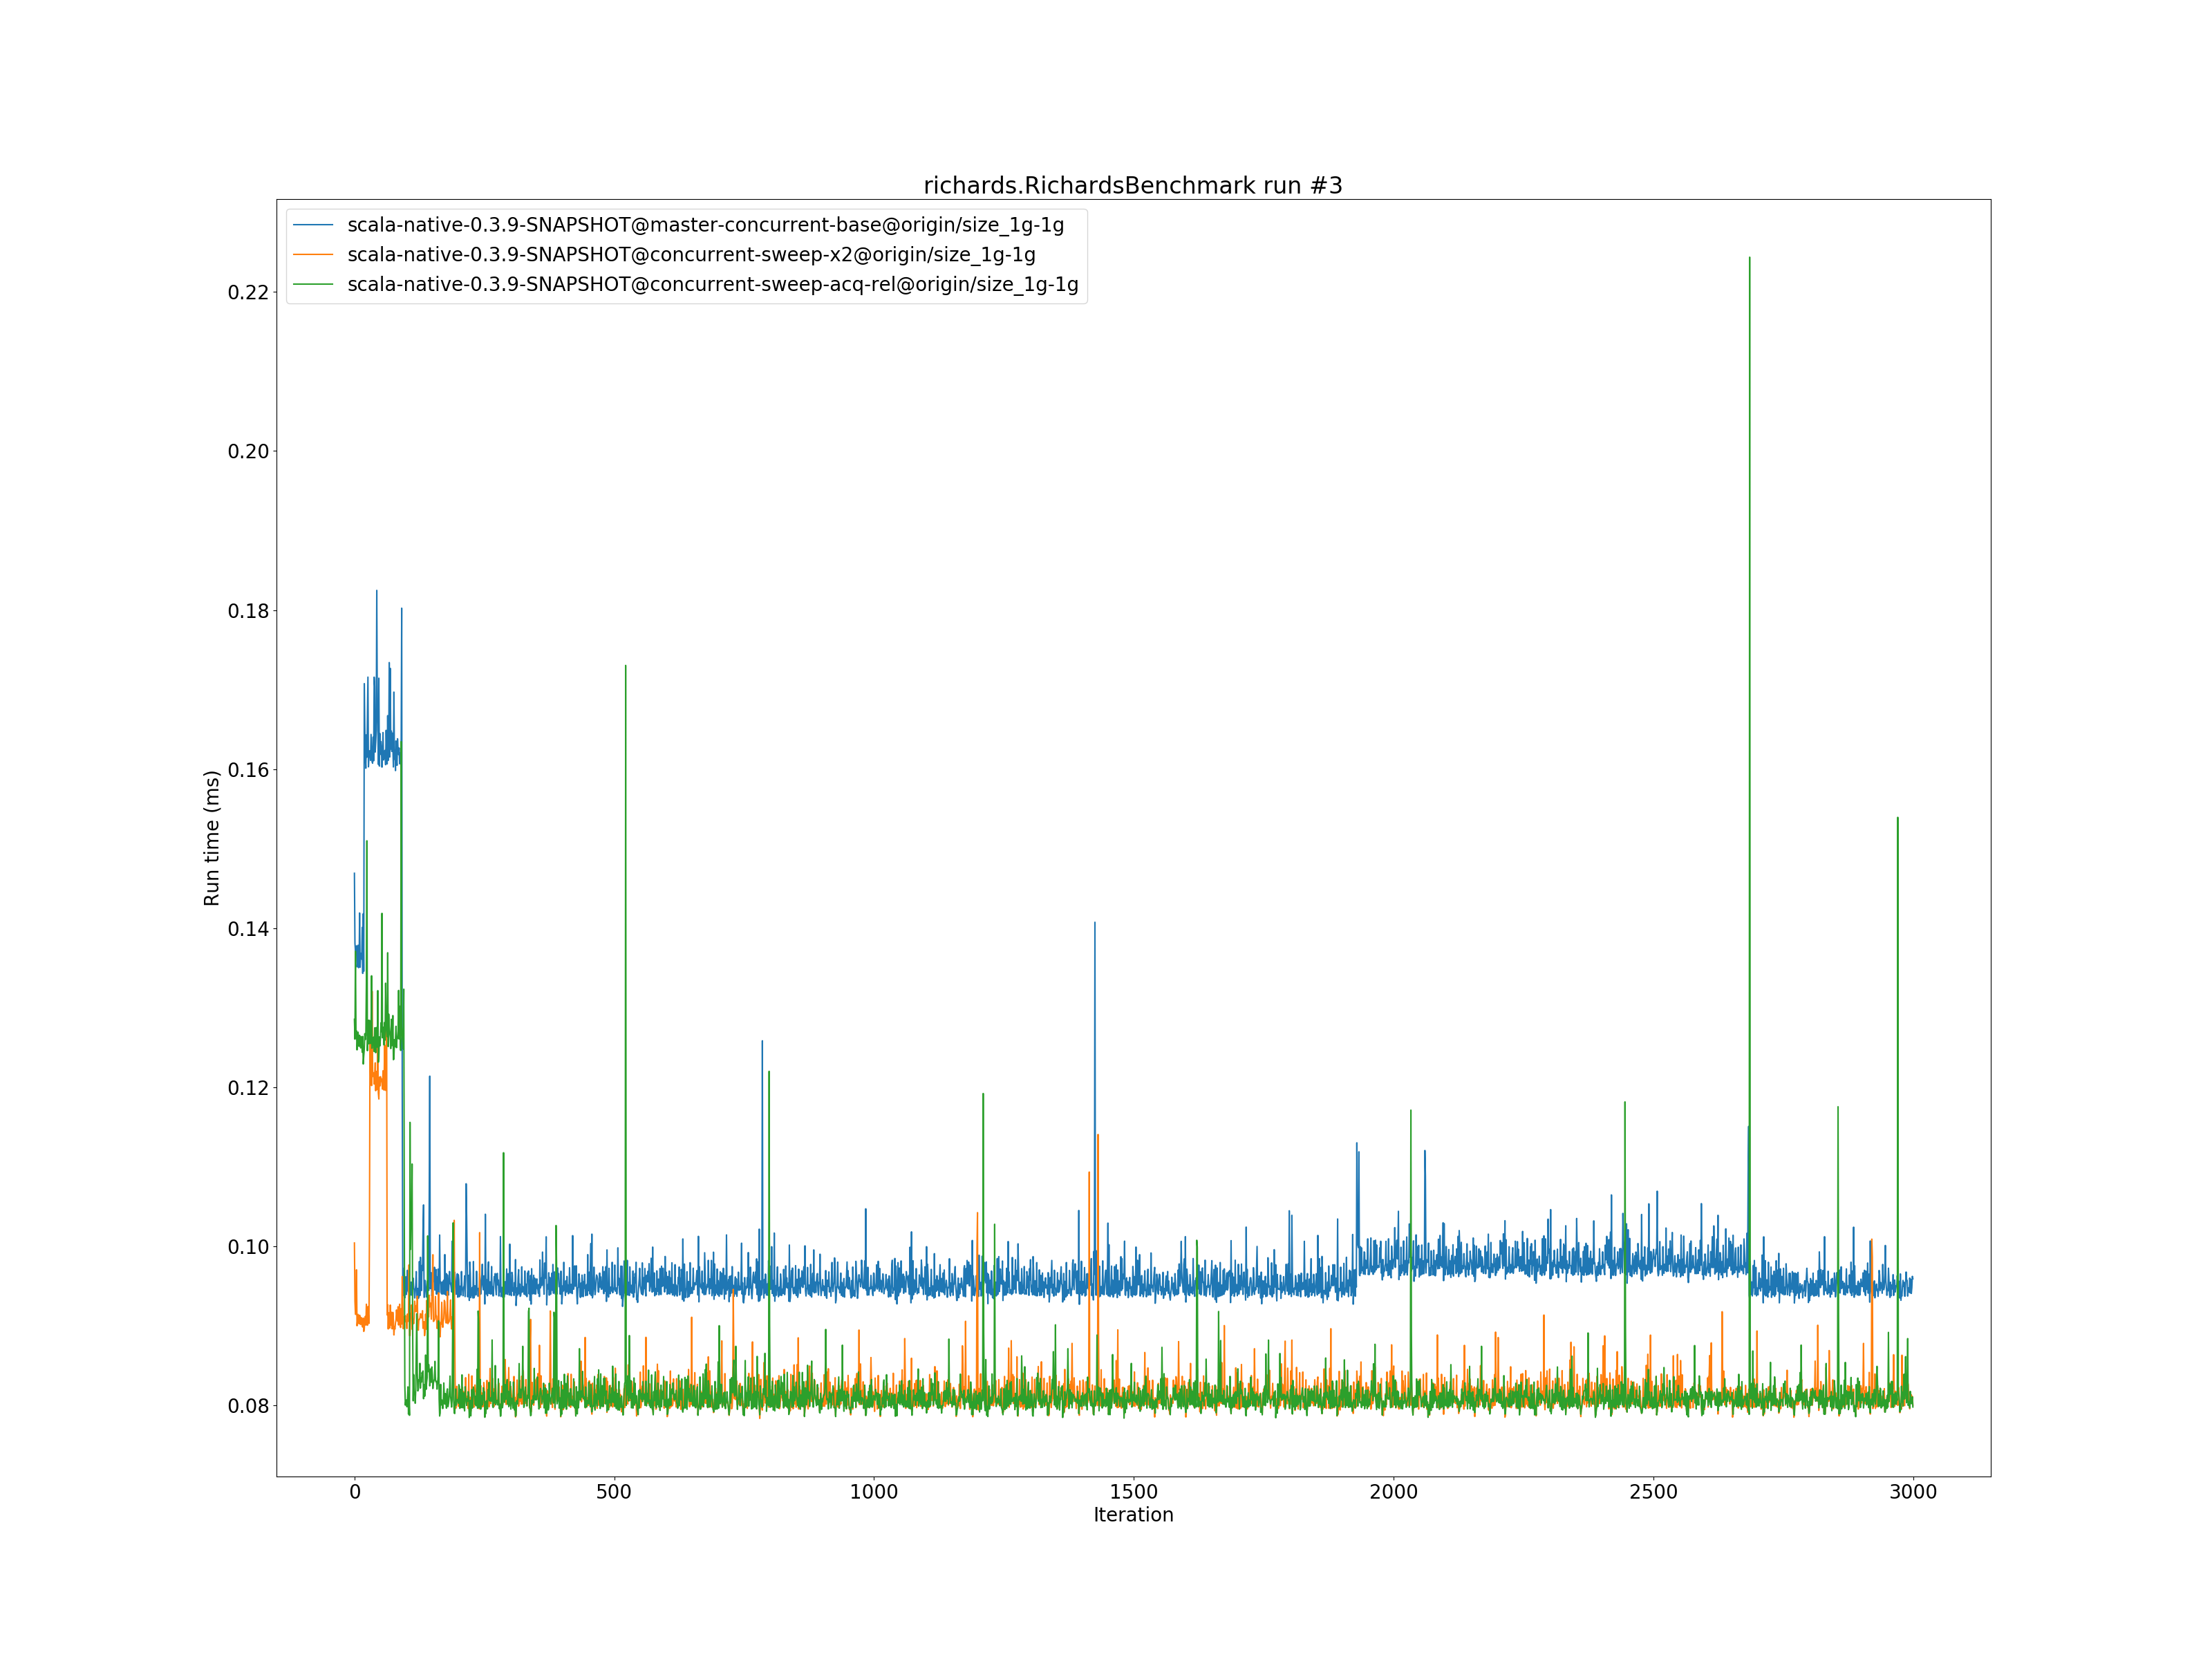 richards.RichardsBenchmark run #3
scala-native-0.3.9-SNAPSHOT@master-concurrent-base@origin/size_1g-1g
scala-native-0.3.9-SNAPSHOT@concurrent-sweep-x2@origin/size_1g-1g
scala-native-0.3.9-SNAPSHOT@concurrent-sweep-acq-rel@origin/size_1g-1g
0.22
0.20
0.18
0.16
0.14
0.12
0.10
0.08
Run time (ms)
0 500 1000 1500 2000 2500 3000
Iteration